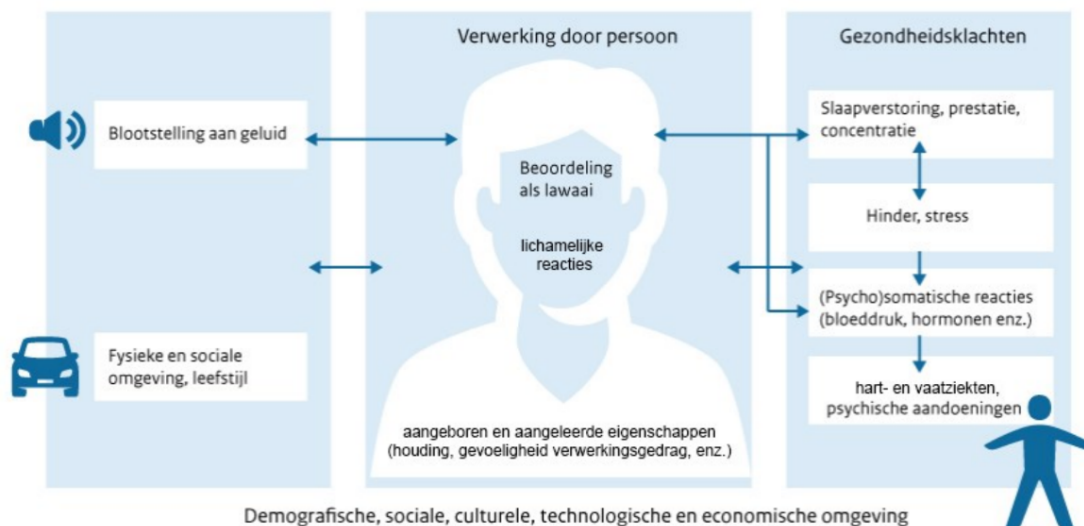 Verwerking door persoon
Gezondheidsklachten
Blootstelling aan geluid
Fysieke en sociale
omgeving, leefstijl
Beoordeling
als lawaai
lichamelijke
reacties
aangeboren en aangeleerde eigenschappen
(houding, gevoeligheid verwerkingsgedrag, enz.)
Slaapverstoring, prestatie,
concentratie
Hinder, stress
(Psycho)somatische reacties
(bloeddruk, hormonen enz.)
hart- en vaatziekten,
psychische aandoeningen
Demografische, sociale, culturele, technologische en economische omgeving